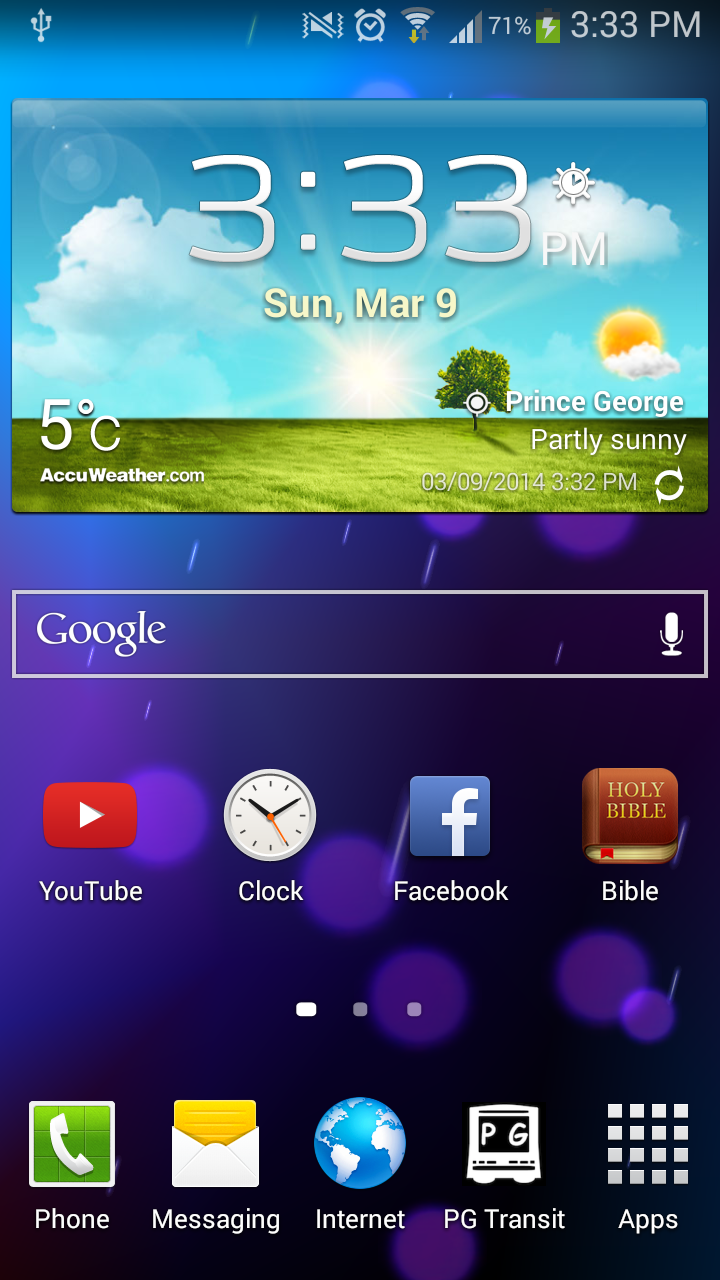 71% 3:33 PM
3:33 PM
Sun, Mar 9
5°C
Prince George
Partly sunny
AccuWeather.com
03/09/2014 3:32 PM
Google
HOLY
BIBLE
YouTube Clock Facebook Bible
P G
Phone Messaging Internet PG Transit Apps